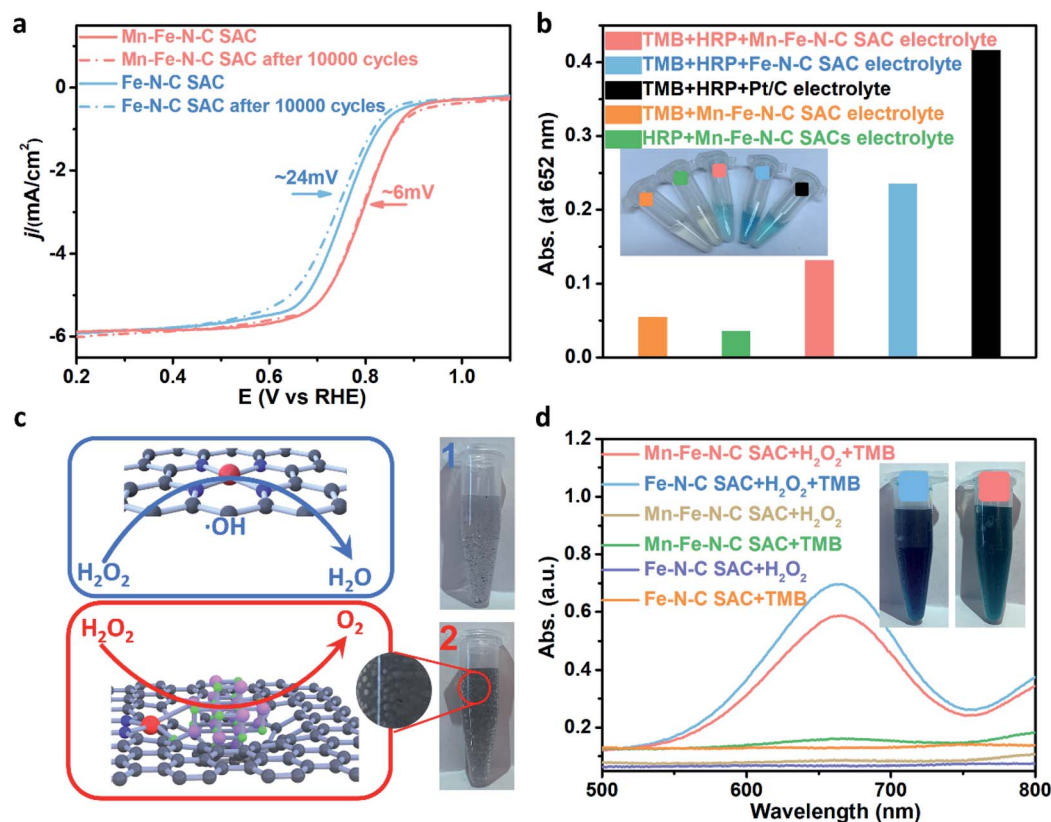 a
Mn-Fe-N-C SAC
Mn-Fe-N-C SAC after 10000 cycles
Fe-N-C SAC
Fe-N-C SAC after 10000 cycles
~24mV
~6mV
0
-2
-4
-6
j/(mA/cm²)
0.2 0.4 0.6 0.8 1.0
E (V vs RHE)
b
TMB+HRP+Mn-Fe-N-C SAC electrolyte
TMB+HRP+Fe-N-C SAC electrolyte
TMB+HRP+Pt/C electrolyte
TMB+Mn-Fe-N-C SAC electrolyte
HRP+Mn-Fe-N-C SACs electrolyte
0.4
0.3
0.2
0.1
0.0
Abs. (at 652 nm)
c
·OH
H₂O₂
H₂O
1
H₂O₂
O₂
2
d
Mn-Fe-N-C SAC+H₂O₂+TMB
Fe-N-C SAC+H₂O₂+TMB
Mn-Fe-N-C SAC+H₂O₂
Mn-Fe-N-C SAC+TMB
Fe-N-C SAC+H₂O₂
Fe-N-C SAC+TMB
1.2
1.0
0.8
0.6
0.4
0.2
Abs. (a.u.)
500 600 700 800
Wavelength (nm)